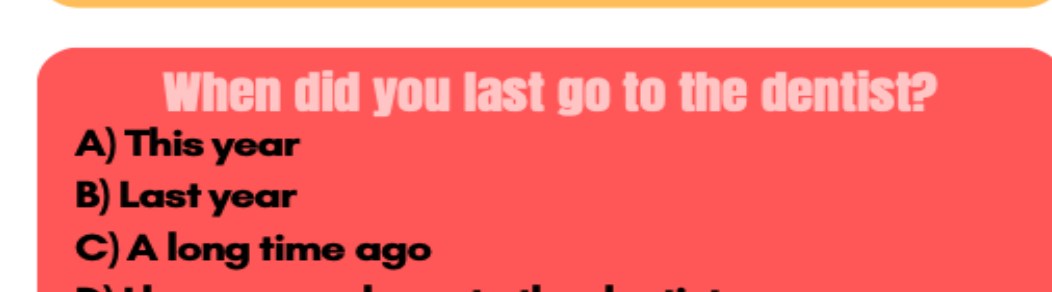 When did you last go to the dentist?
A) This year
B) Last year
C) A long time ago